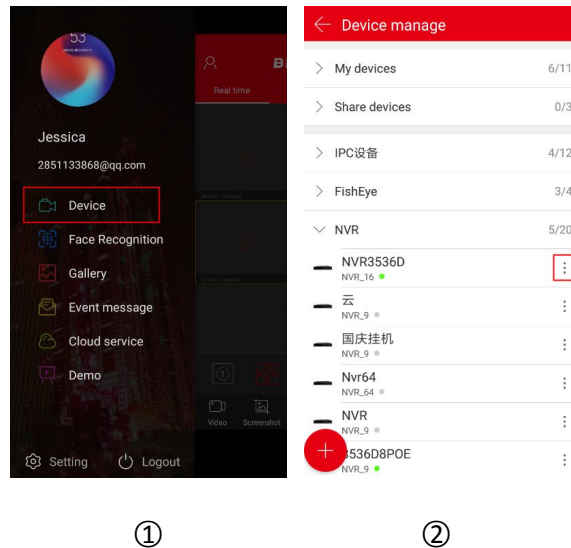 53
B
Real time
Jessica
2851133868@qq.com
Device
Face Recognition
Gallery
Event message
Cloud service
Demo
Video Screenshot
Setting Logout
①
Device manage
My devices 6/11
Share devices 0/3
IPC设备 4/12
FishEye 3/4
NVR 5/20
NVR3536D
NVR_16
云
NVR_9
国庆挂机
NVR_9
Nvr64
NVR_64
NVR
NVR_9
3536D8POE
NVR_9
②